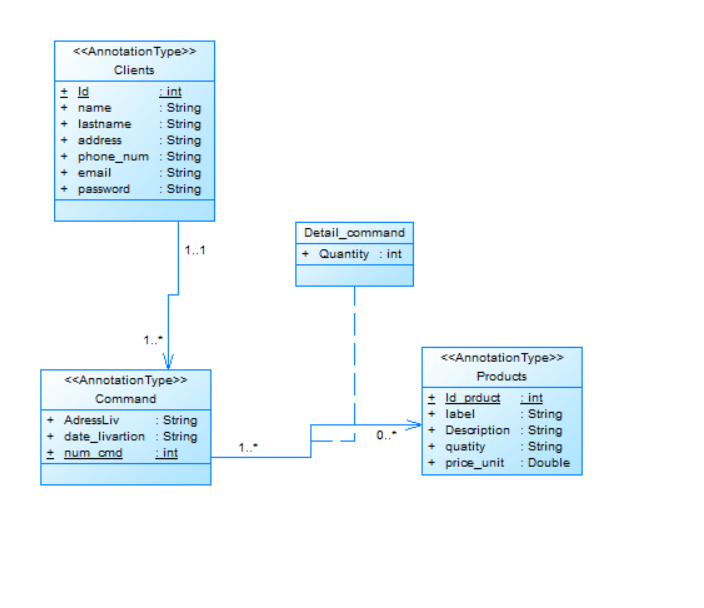 <<AnnotationType>>
Clients
+ Id : int
+ name : String
+ lastname : String
+ address : String
+ phone_num : String
+ email : String
+ password : String
1..1
Detail_command
+ Quantity : int
1..*
<<AnnotationType>>
Command
+ AdressLiv : String
+ date_livartion : String
+ num_cmd : int
1..*
0..*
<<AnnotationType>>
Products
+ Id_prduct : int
+ label : String
+ Description : String
+ quatity : String
+ price_unit : Double